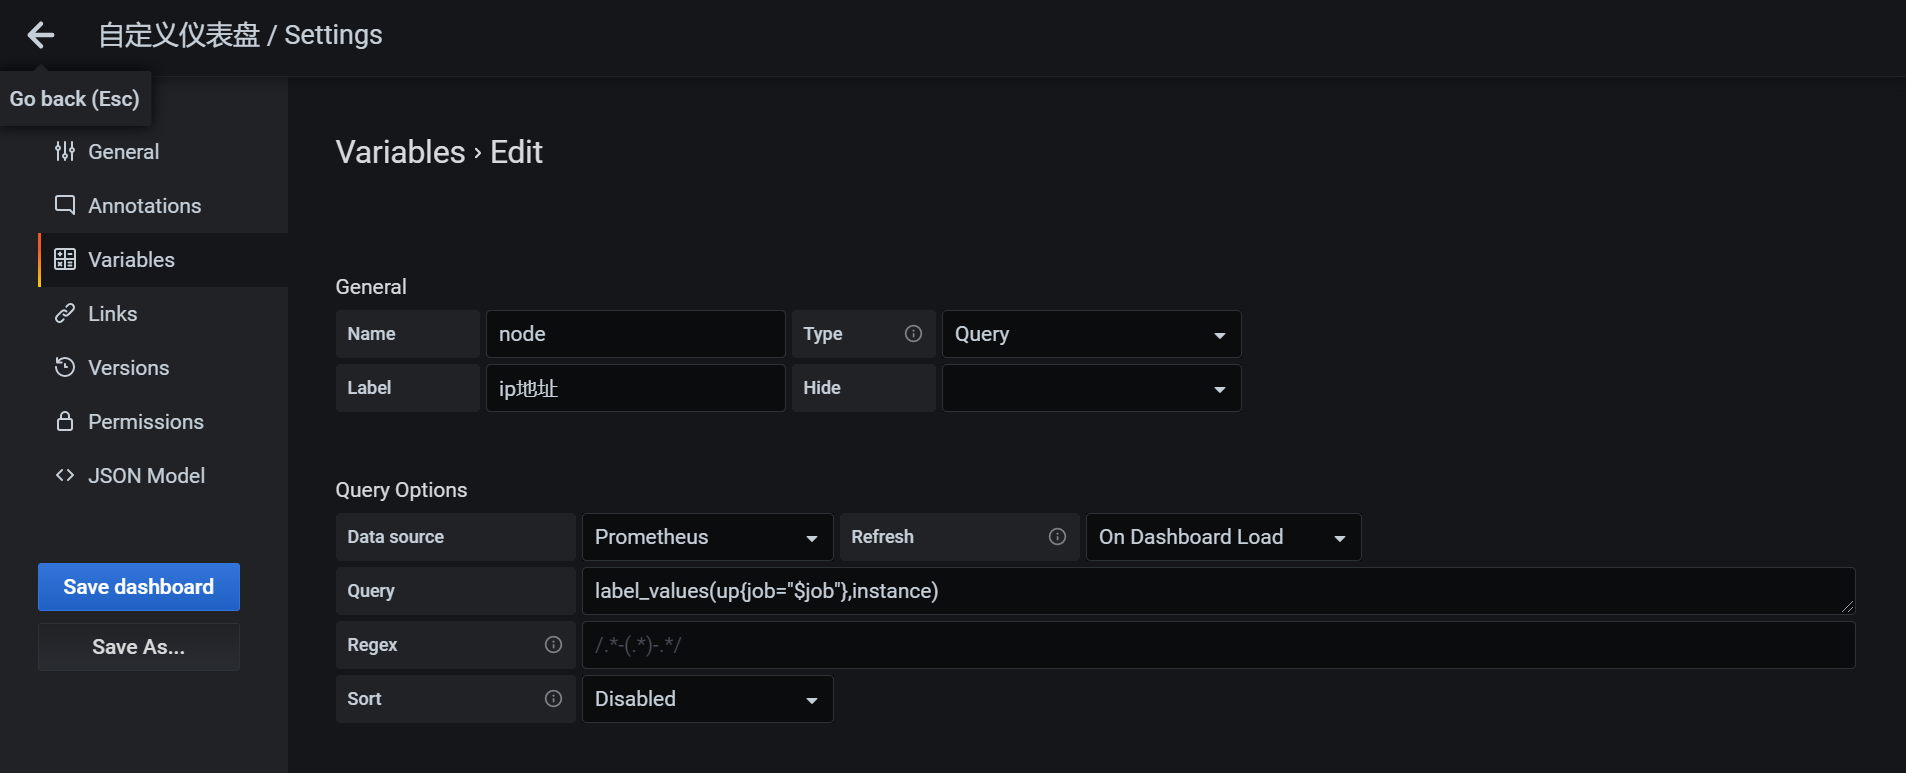 自定义仪表盘 / Settings
Go back (Esc)
General
Annotations
Variables
Links
Versions
Permissions
JSON Model
Save dashboard
Save As...
Variables › Edit
General
Name node Type Query
Label ip地址 Hide
Query Options
Data source Prometheus Refresh On Dashboard Load
Query label_values(up{job="$job"},instance)
Regex /.*-(.*)-.*/
Sort Disabled